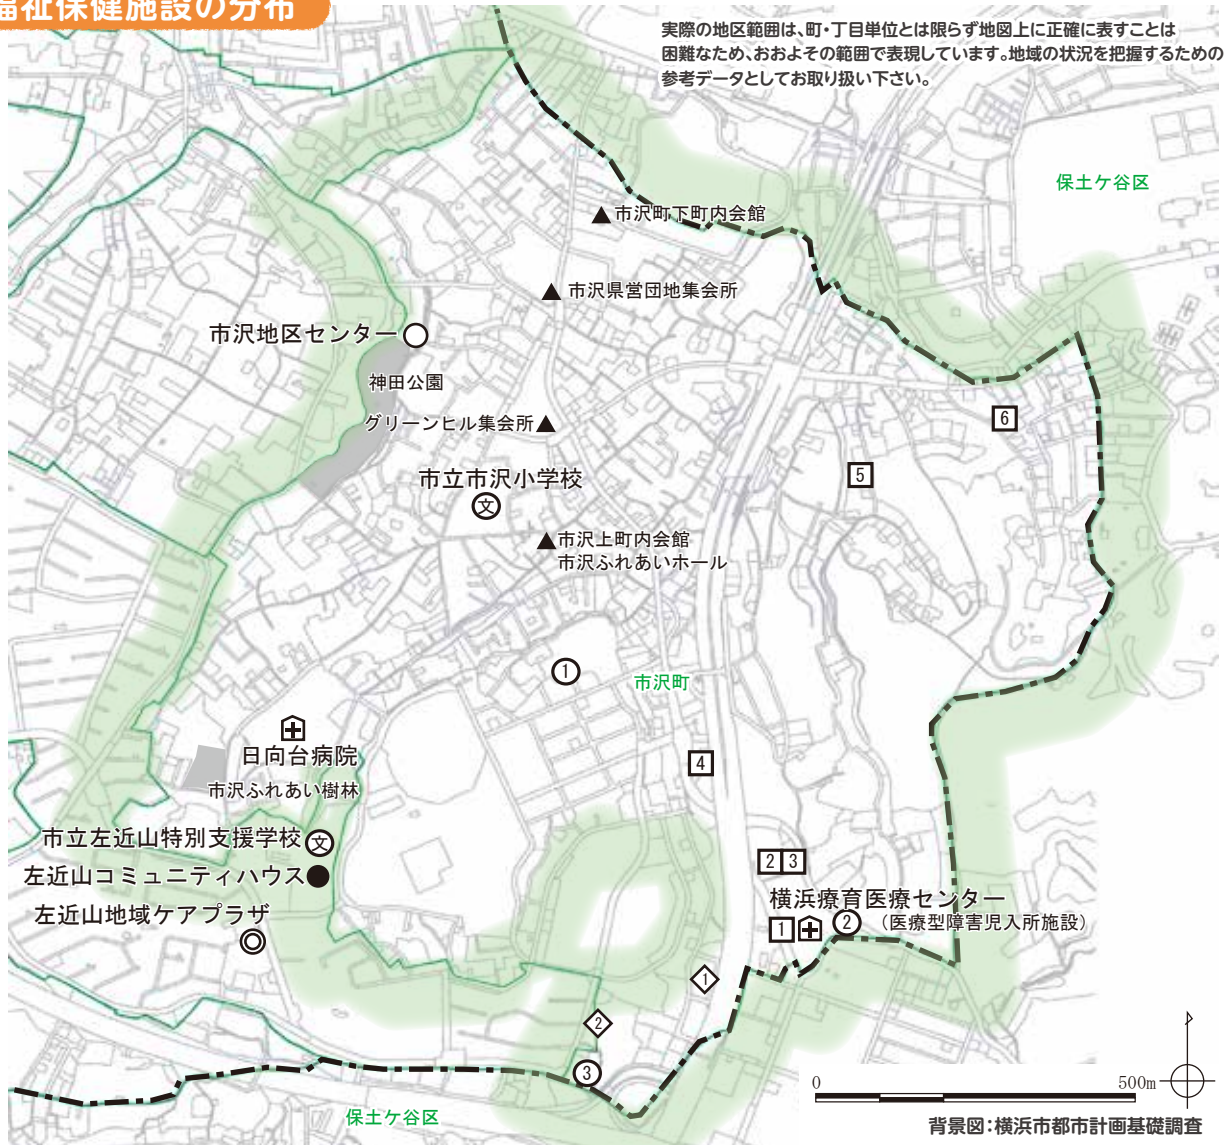 福祉保健施設の分布
実際の地区範囲は、町・丁目単位とは限らず地図上に正確に表すことは
困難なため、おおよその範囲で表現しています。地域の状況を把握するための
参考データとしてお取り扱い下さい。
保土ケ谷区
市沢町下町内会館
市沢県営団地集会所
市沢地区センター
神田公園
グリーンヒル集会所
6
市立市沢小学校
文
5
市沢上町内会館
市沢ふれあいホール
1
市沢町
日向台病院
4
市沢ふれあい樹林
市立左近山特別支援学校
文
左近山コミュニティハウス
2 3
左近山地域ケアプラザ
横浜療育医療センター
1
2
(医療型障害児入所施設)
1
2
3
0
500m
保土ケ谷区
背景図:横浜市都市計画基礎調査